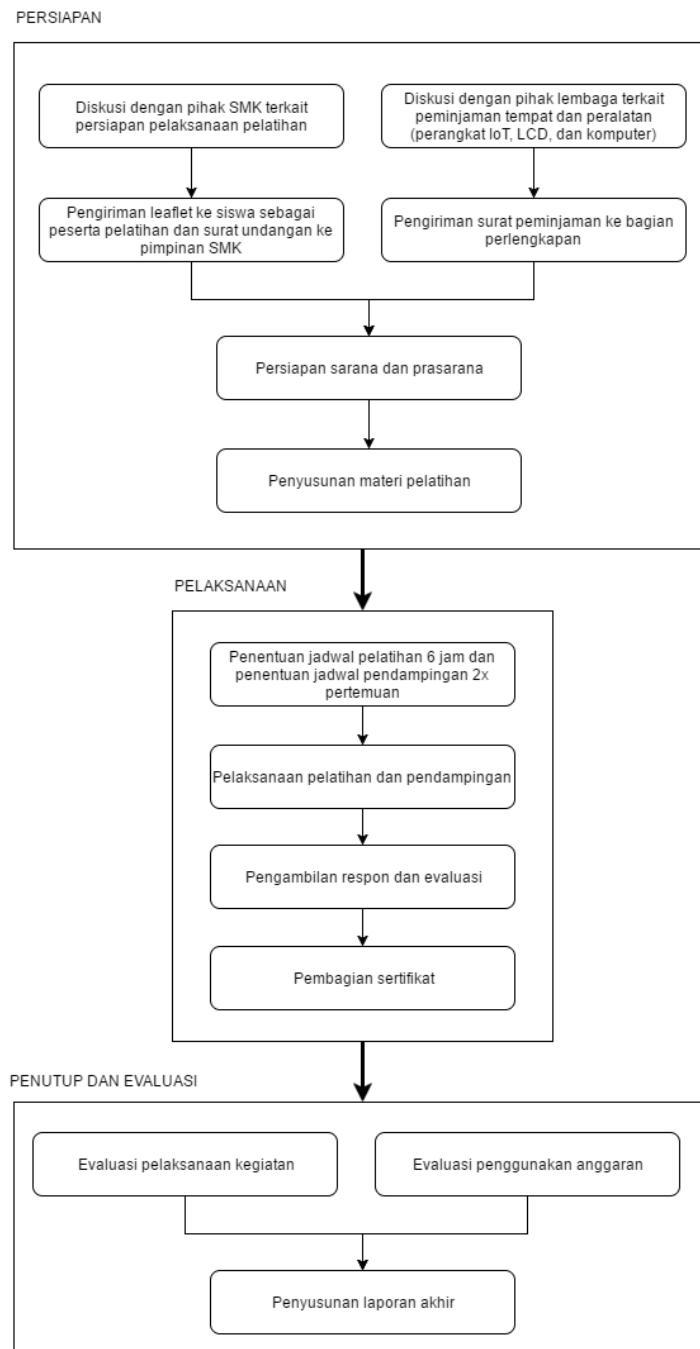 PERSIAPAN
Diskusi dengan pihak SMK terkait
persiapan pelaksanaan pelatihan
Diskusi dengan pihak lembaga terkait
peminjaman tempat dan peralatan
(perangkat IoT, LCD, dan komputer)
Pengiriman leaflet ke siswa sebagai
peserta pelatihan dan surat undangan ke
pimpinan SMK
Pengiriman surat peminjaman ke bagian
perlengkapan
Persiapan sarana dan prasarana
Penyusunan materi pelatihan
PELAKSANAAN
Penentuan jadwal pelatihan 6 jam dan
penentuan jadwal pendampingan 2x
pertemuan
Pelaksanaan pelatihan dan pendampingan
Pengambilan respon dan evaluasi
Pembagian sertifikat
PENUTUP DAN EVALUASI
Evaluasi pelaksanaan kegiatan
Evaluasi penggunakan anggaran
Penyusunan laporan akhir